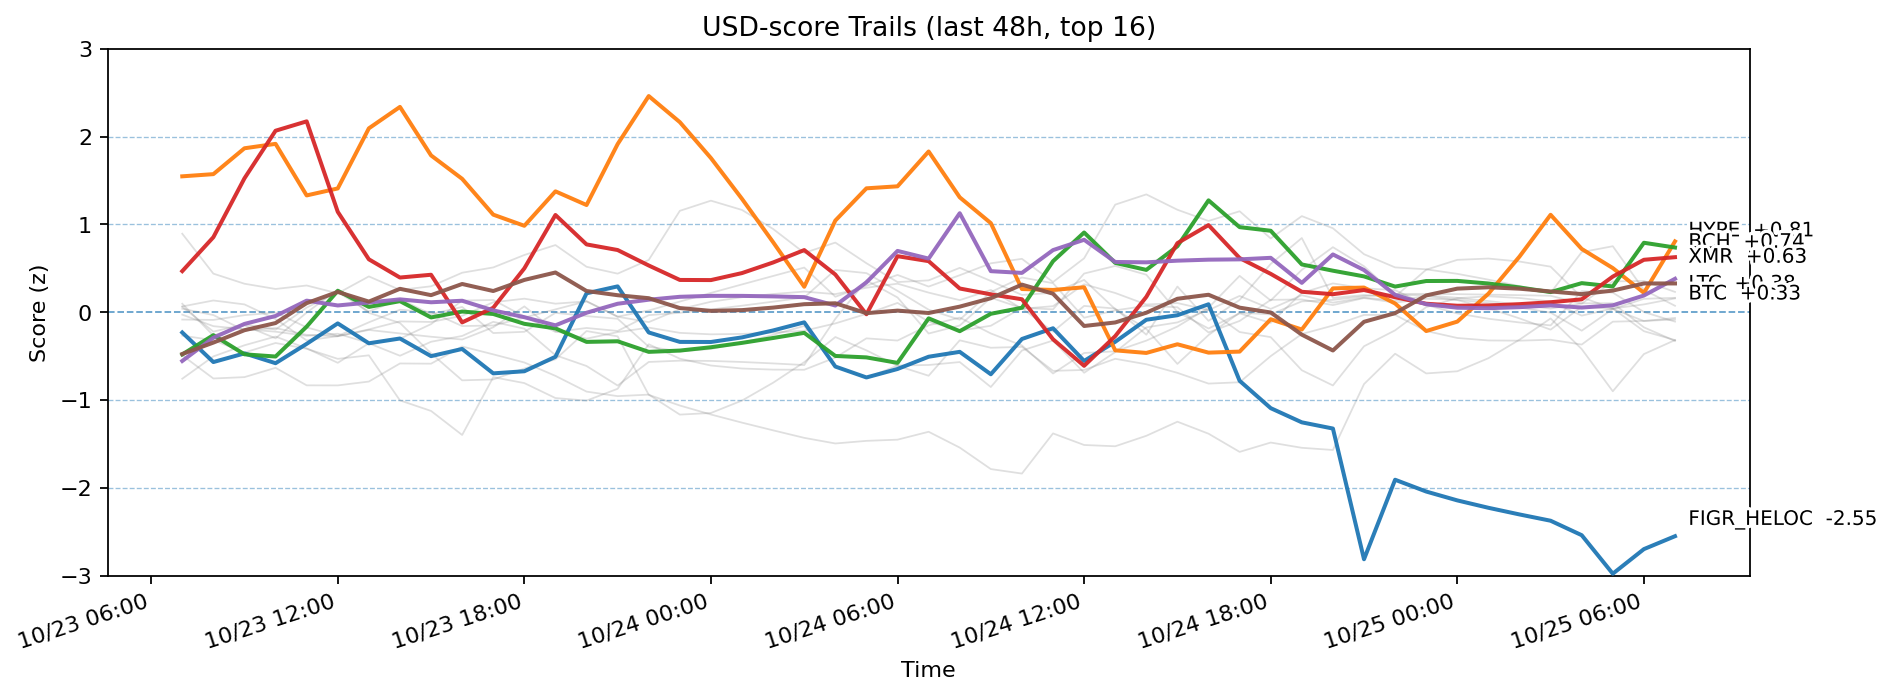 USD-score Trails (last 48h, top 16)
3
2
1
0
−1
−2
−3
Score (z)
HYPE +0.81
BCH +0.74
XMR +0.63
LTC +0.38
BTC +0.33
FIGR_HELOC -2.55
10/23 06:00
10/23 12:00
10/23 18:00
10/24 00:00
10/24 06:00
10/24 12:00
10/24 18:00
10/25 00:00
10/25 06:00
Time